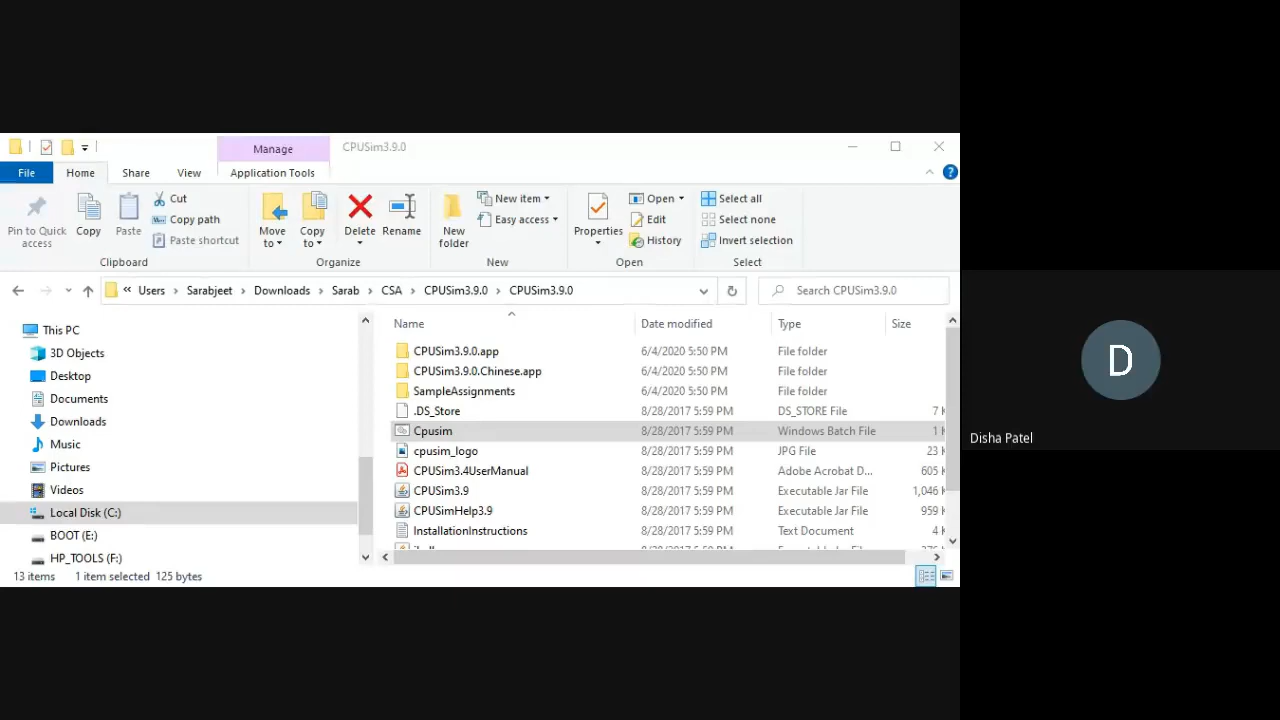 Manage
CPUSim3.9.0
File
Home
Share
View
Application Tools
?
Pin to Quick access
Copy
Paste
Cut
Copy path
Paste shortcut
Move to
Copy to
Delete
Rename
New folder
New item
Easy access
Properties
Open
Edit
History
Select all
Select none
Invert selection
Clipboard
Organize
New
Open
Select
« Users > Sarabjeet > Downloads > Sarab > CSA > CPUSim3.9.0 > CPUSim3.9.0
Search CPUSim3.9.0
This PC
3D Objects
Desktop
Documents
Downloads
Music
Pictures
Videos
Local Disk (C:)
BOOT (E:)
HP_TOOLS (F:)
Name Date modified Type Size
CPUSim3.9.0.app 6/4/2020 5:50 PM File folder
CPUSim3.9.0.Chinese.app 6/4/2020 5:50 PM File folder
SampleAssignments 6/4/2020 5:50 PM File folder
.DS_Store 8/28/2017 5:59 PM DS_STORE File 7
Cpusim 8/28/2017 5:59 PM Windows Batch File 1
cpusim_logo 8/28/2017 5:59 PM JPG File 23
CPUSim3.4UserManual 8/28/2017 5:59 PM Adobe Acrobat D... 605
CPUSim3.9 8/28/2017 5:59 PM Executable Jar File 1,046
CPUSimHelp3.9 8/28/2017 5:59 PM Executable Jar File 959
InstallationInstructions 8/28/2017 5:59 PM Text Document 4
13 items 1 item selected 125 bytes
D
Disha Patel